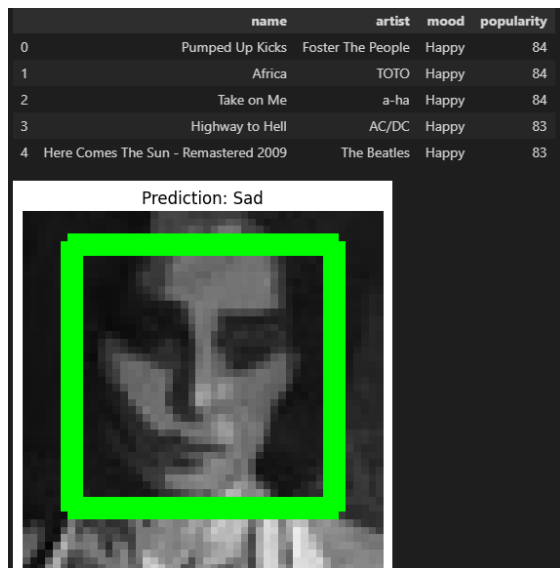 name artist mood popularity
0 Pumped Up Kicks Foster The People Happy 84
1 Africa TOTO Happy 84
2 Take on Me a-ha Happy 84
3 Highway to Hell AC/DC Happy 83
4 Here Comes The Sun - Remastered 2009 The Beatles Happy 83
Prediction: Sad